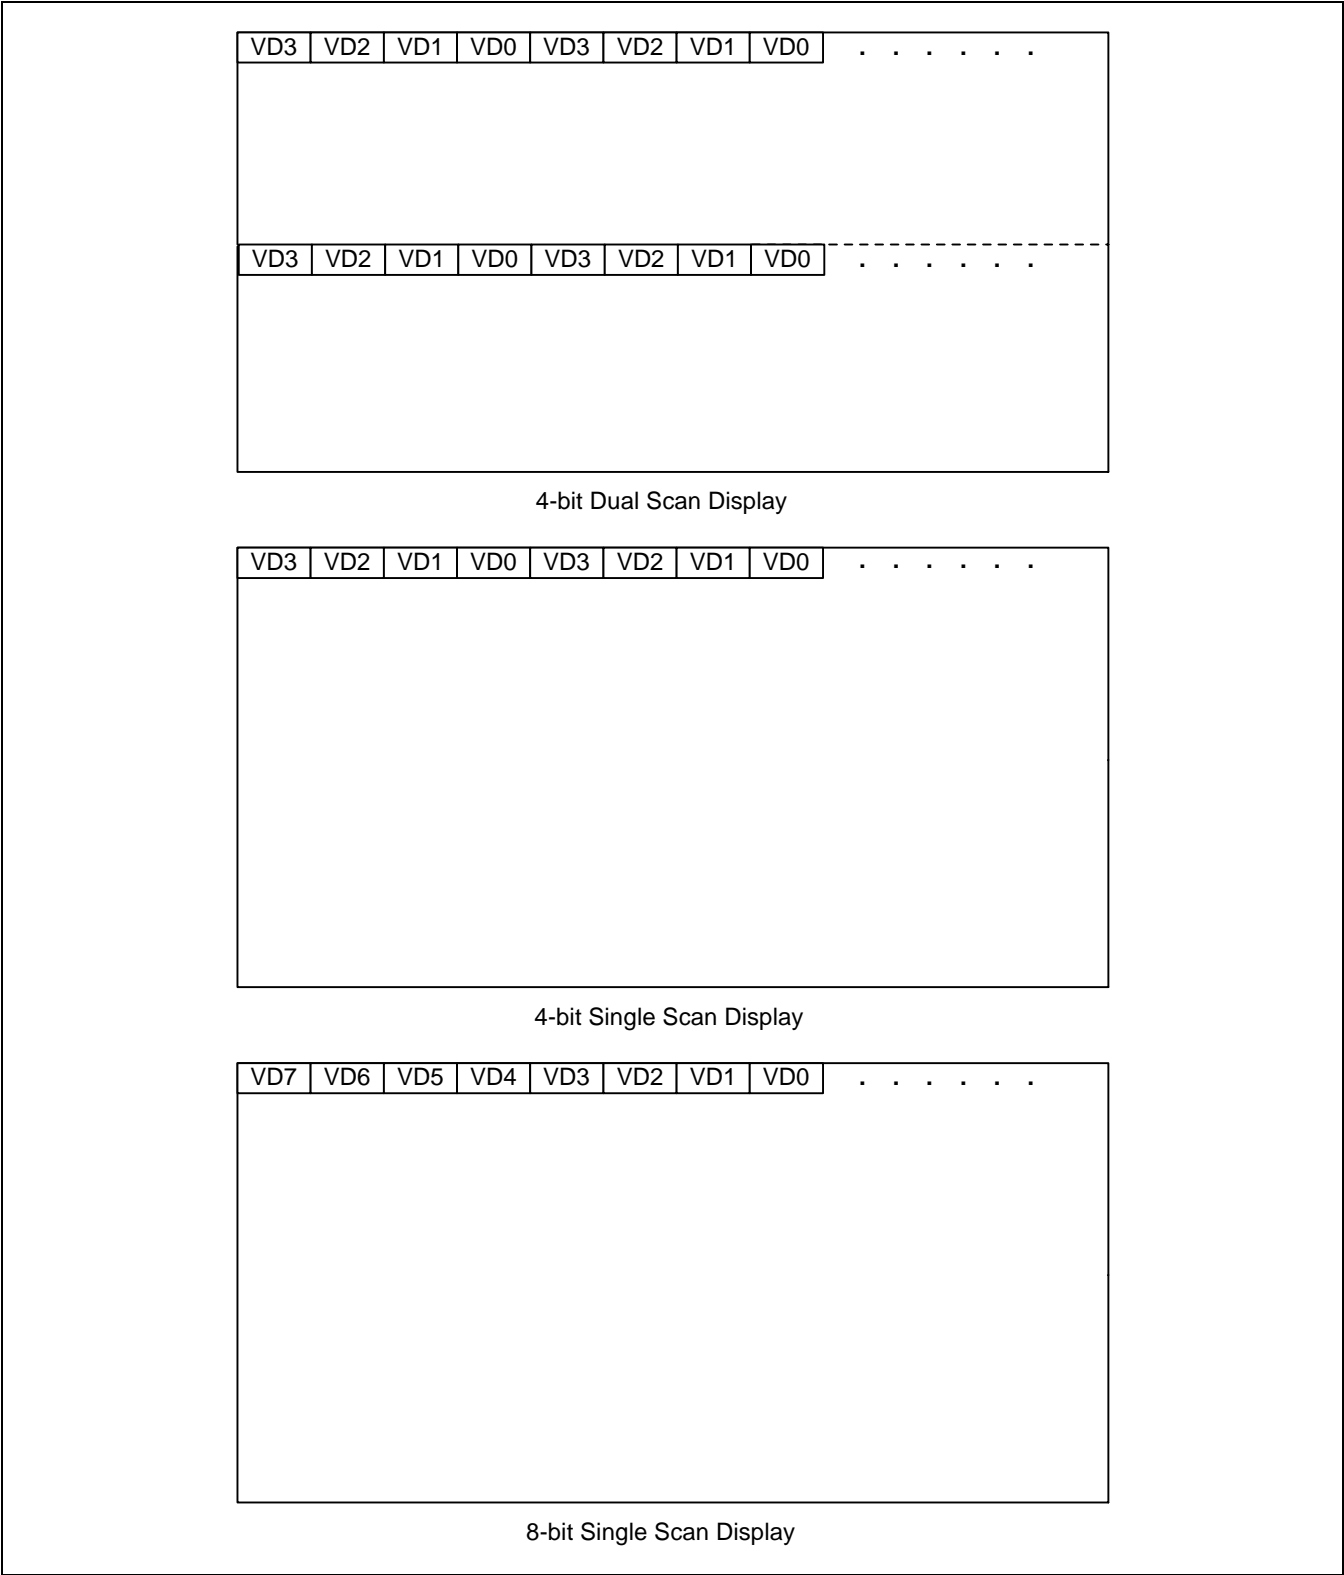 VD3 VD2 VD1 VD0 VD3 VD2 VD1 VD0 . . . . . .
VD3 VD2 VD1 VD0 VD3 VD2 VD1 VD0 . . . . . .
4-bit Dual Scan Display
VD3 VD2 VD1 VD0 VD3 VD2 VD1 VD0 . . . . . .
4-bit Single Scan Display
VD7 VD6 VD5 VD4 VD3 VD2 VD1 VD0 . . . . . .
8-bit Single Scan Display